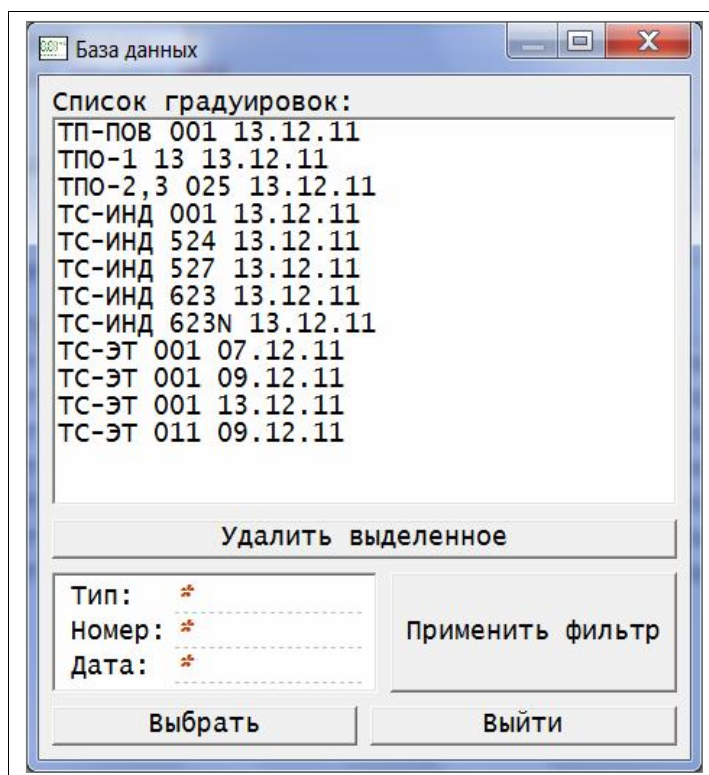 База данных
Список градуировок:
ТП-ПОВ 001 13.12.11
ТПО-1 13 13.12.11
ТПО-2,3 025 13.12.11
ТС-ИНД 001 13.12.11
ТС-ИНД 524 13.12.11
ТС-ИНД 527 13.12.11
ТС-ИНД 623 13.12.11
ТС-ИНД 623N 13.12.11
ТС-ЭТ 001 07.12.11
ТС-ЭТ 001 09.12.11
ТС-ЭТ 001 13.12.11
ТС-ЭТ 011 09.12.11
Удалить выделенное
Тип: *
Номер: *
Дата: *
Применить фильтр
Выбрать
Выйти